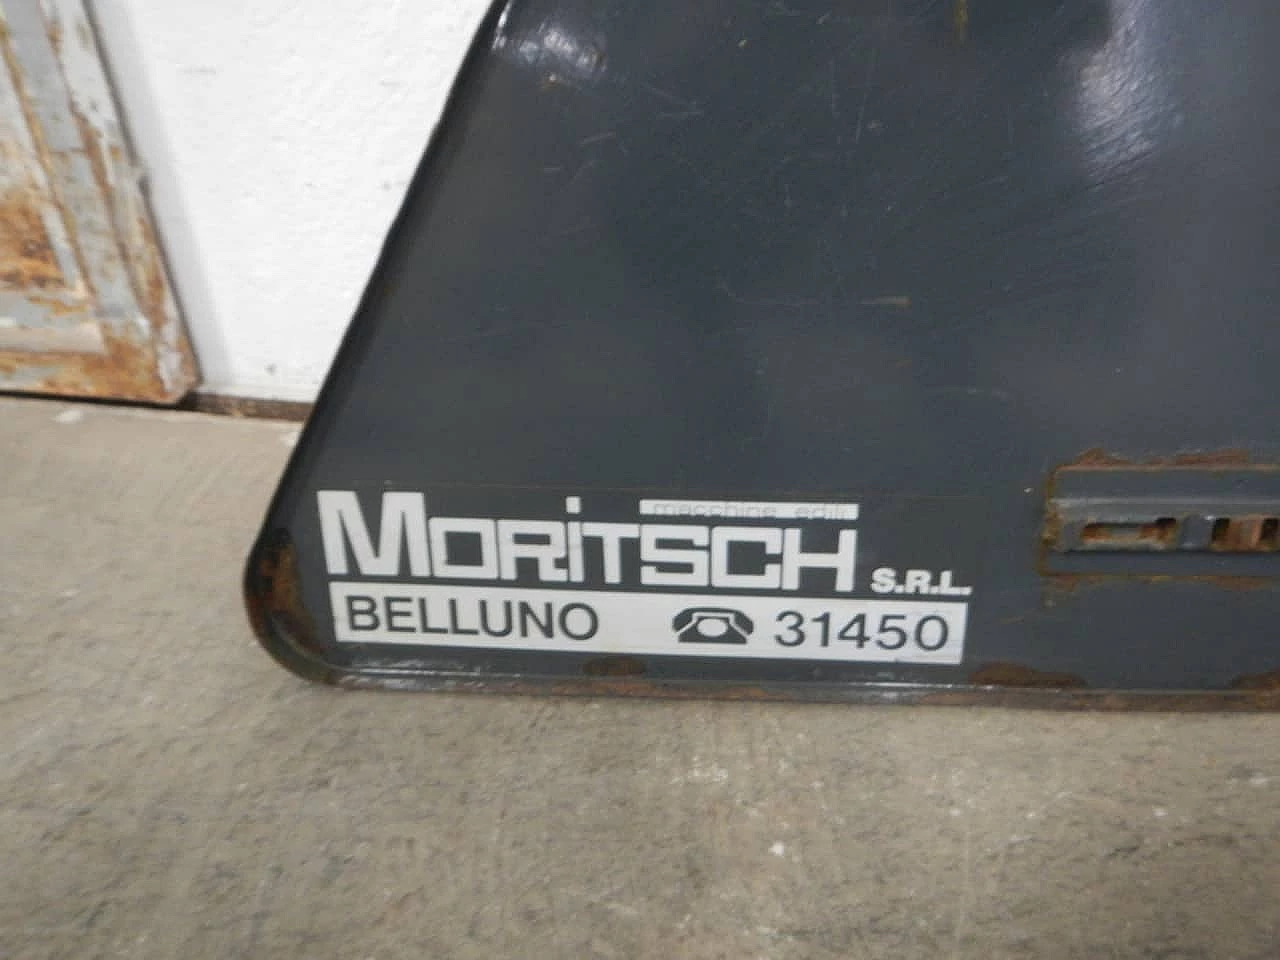 macchine edili
MORITSCH S.R.L.
BELLUNO 31450